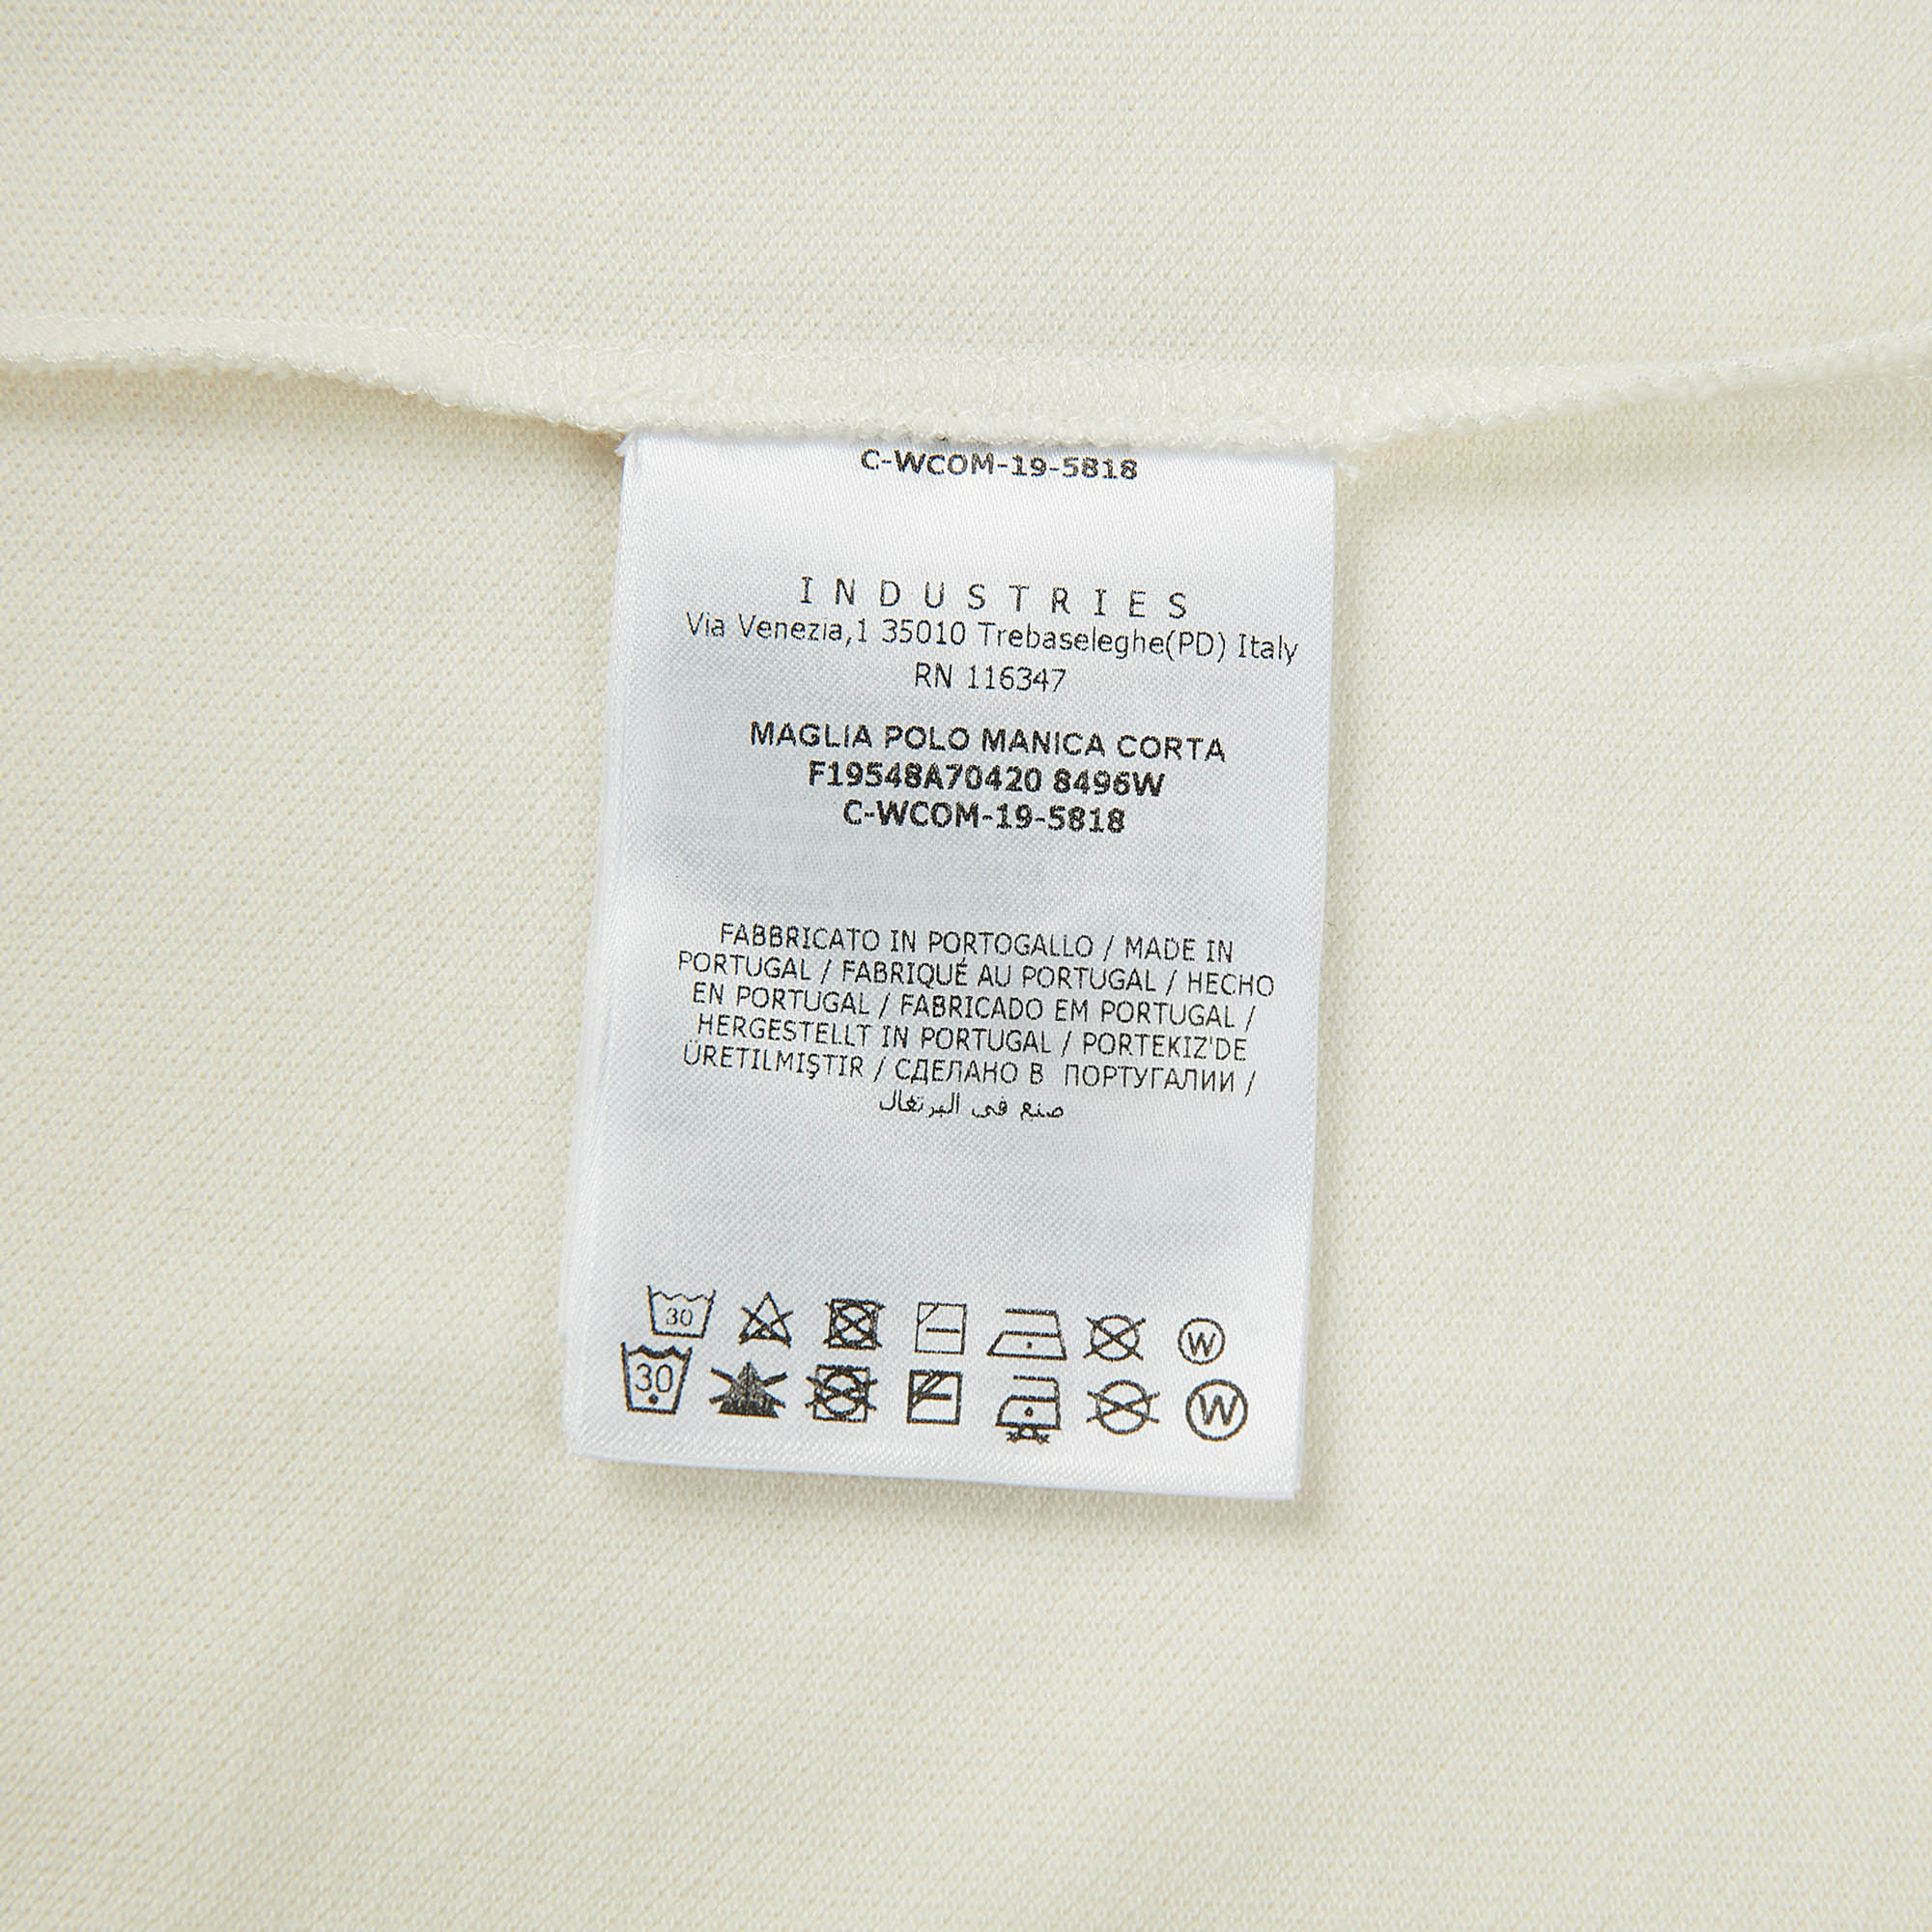 C-WCOM-19-5818
INDUSTRIES
Via Venezia,1 35010 Trebaseleghe(PD) Italy
RN 116347
MAGLIA POLO MANICA CORTA
F19548A70420 8496W
C-WCOM-19-5818
FABBRICATO IN PORTOGALLO / MADE IN
PORTUGAL / FABRIQUÉ AU PORTUGAL / HECHO
EN PORTUGAL / FABRICADO EM PORTUGAL /
HERGESTELLT IN PORTUGAL / PORTEKIZ'DE
ÜRETILMIŞTIR / СДЕЛАНО В ПОРТУГАЛИИ /
صنع في البرتغال
30 W
30 W